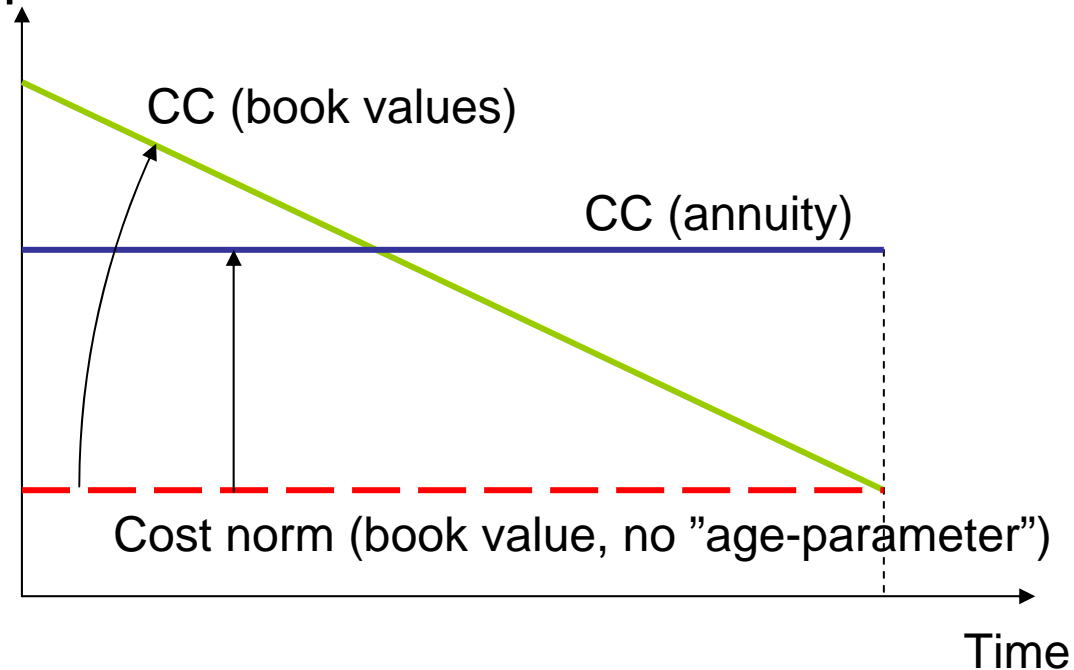 CC (book values)
CC (annuity)
Cost norm (book value, no ”age-parameter”)
Time